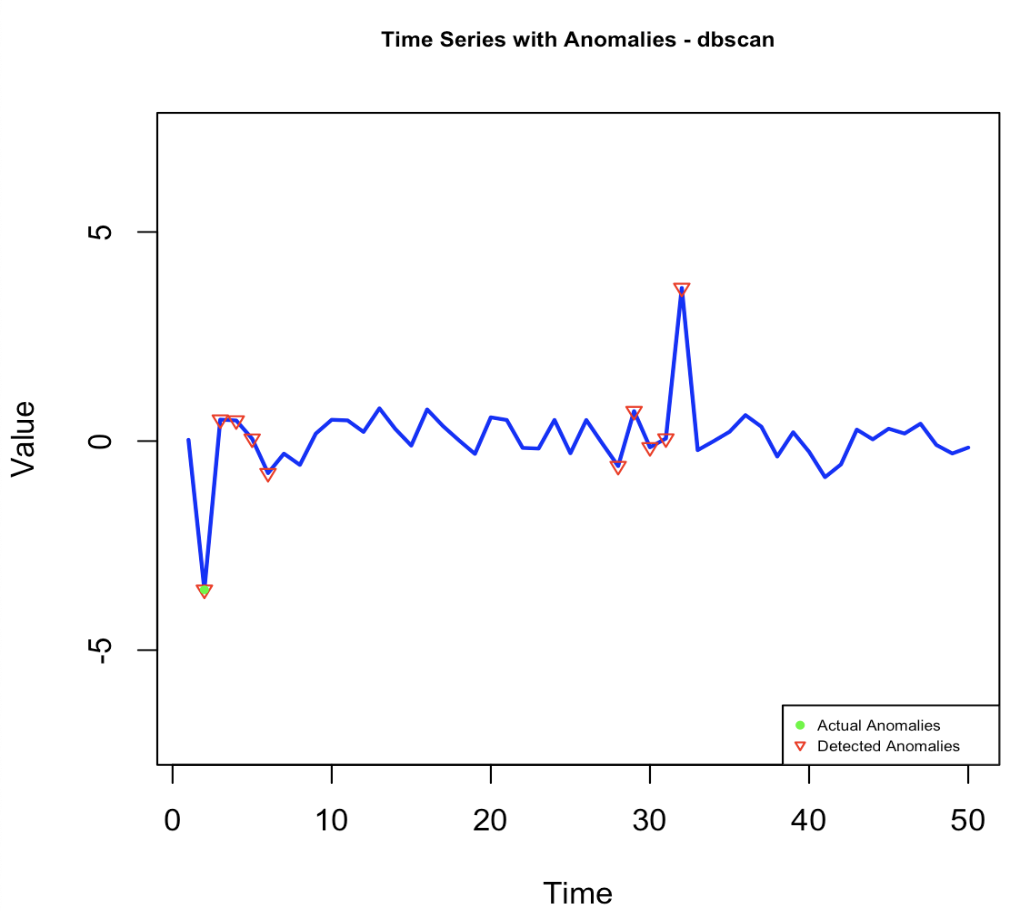 Time Series with Anomalies - dbscan
Value
5
0
-5
Actual Anomalies
Detected Anomalies
0 10 20 30 40 50
Time